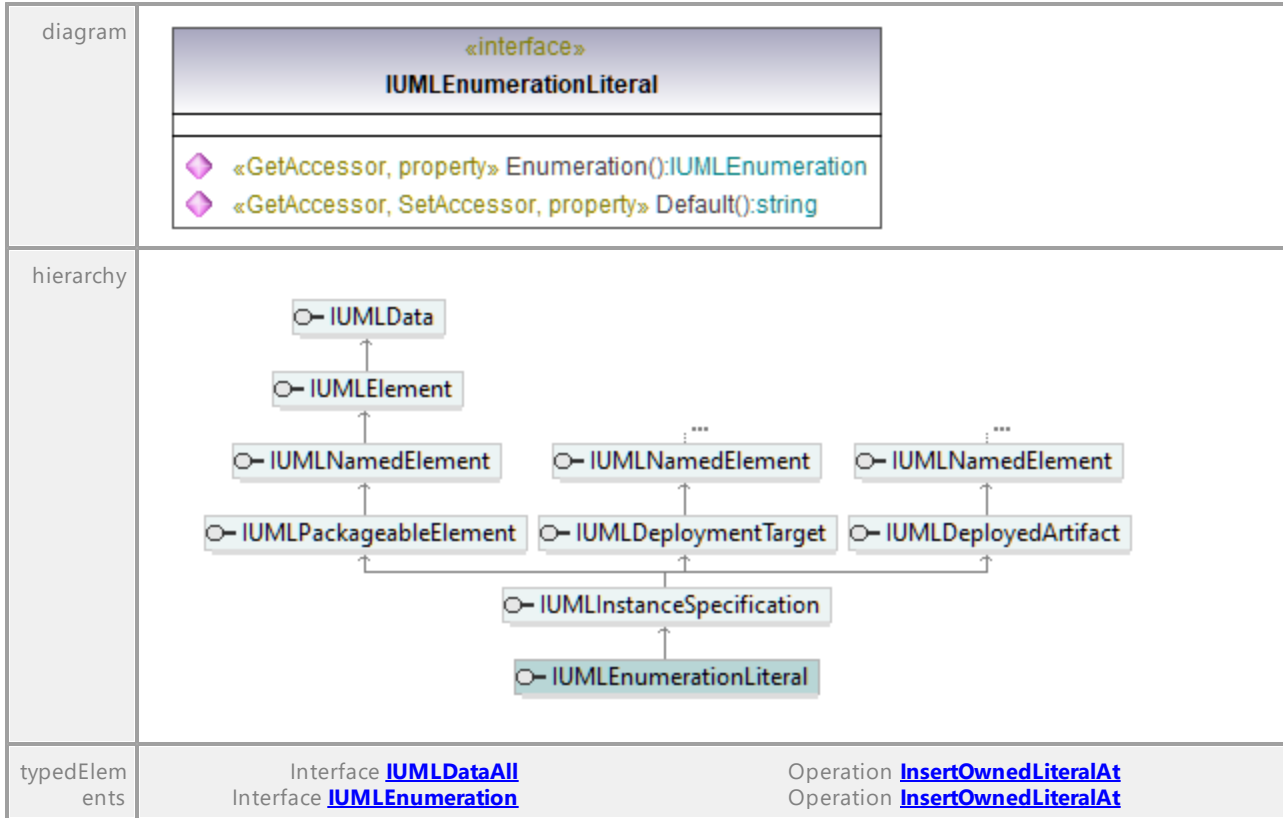 diagram
«interface»
IUMLEnumerationLiteral
«GetAccessor, property» Enumeration():IUMLEnumeration
«GetAccessor, SetAccessor, property» Default():string
hierarchy
IUMLData
IUMLElement
... ...
IUMLNamedElement IUMLNamedElement IUMLNamedElement
IUMLPackageableElement IUMLDeploymentTarget IUMLDeployedArtifact
IUMLInstanceSpecification
IUMLEnumerationLiteral
typedElem Interface IUMLDataAll Operation InsertOwnedLiteralAt
ents Interface IUMLEnumeration Operation InsertOwnedLiteralAt